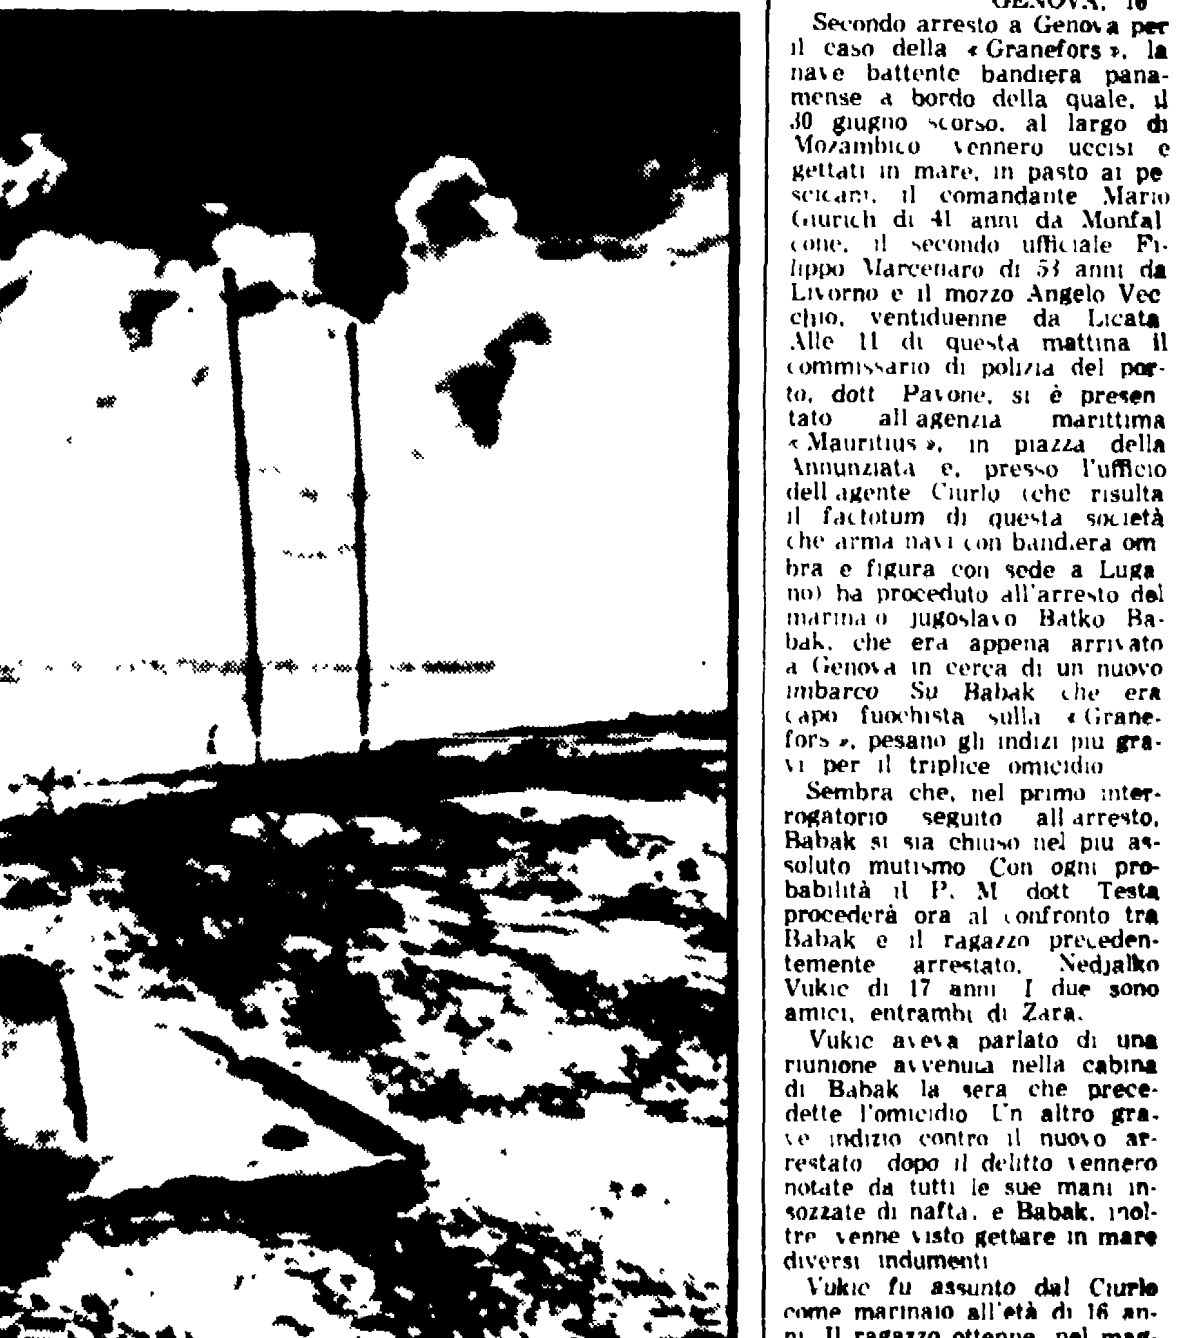 GENOVA, 10
Secondo arresto a Genova per
il caso della « Granefors », la
nave battente bandiera pana-
mense a bordo della quale, il
30 giugno scorso, al largo di
Mozambico vennero uccisi e
gettati in mare, in pasto ai pe
scicani, il comandante Mario
Giurich di 41 anni da Monfal
cone, il secondo ufficiale Fi-
lippo Marcenaro di 53 anni da
Livorno e il mozzo Angelo Vec
chio, ventiduenne da Licata
Alle 11 di questa mattina il
commissario di polizia del por-
to, dott Pavone, si è presen
tato all agenzia marittima
« Mauritius », in piazza della
Annunziata e, presso l'ufficio
dell agente Ciurlo (che risulta
il factotum di questa società
che arma navi con bandiera om
bra e figura con sede a Luga
no) ha proceduto all'arresto del
marinaio jugoslavo Batko Ba-
bak, che era appena arrivato
a Genova in cerca di un nuovo
imbarco Su Babak che era
capo fuochista sulla « Grane-
fors », pesano gli indizi più gra-
vi per il triplice omicidio
Sembra che, nel primo inter-
rogatorio seguito all arresto,
Babak si sia chiuso nel più as-
soluto mutismo Con ogni pro-
babilità il P. M dott Testa
procederà ora al confronto tra
Babak e il ragazzo preceden-
temente arrestato, Nedjalko
Vukic di 17 anni I due sono
amici, entrambi di Zara.
Vukic aveva parlato di una
riunione avvenuta nella cabina
di Babak la sera che prece-
dette l'omicidio Un altro gra-
ve indizio contro il nuovo ar-
restato dopo il delitto vennero
notate da tutti le sue mani in-
sozzate di nafta, e Babak, inol-
tre venne visto gettare in mare
diversi indumenti
Vukic fu assunto dal Ciurlo
come marinaio all'età di 16 an-
ni Il ragazzo ottenne, nel mag-